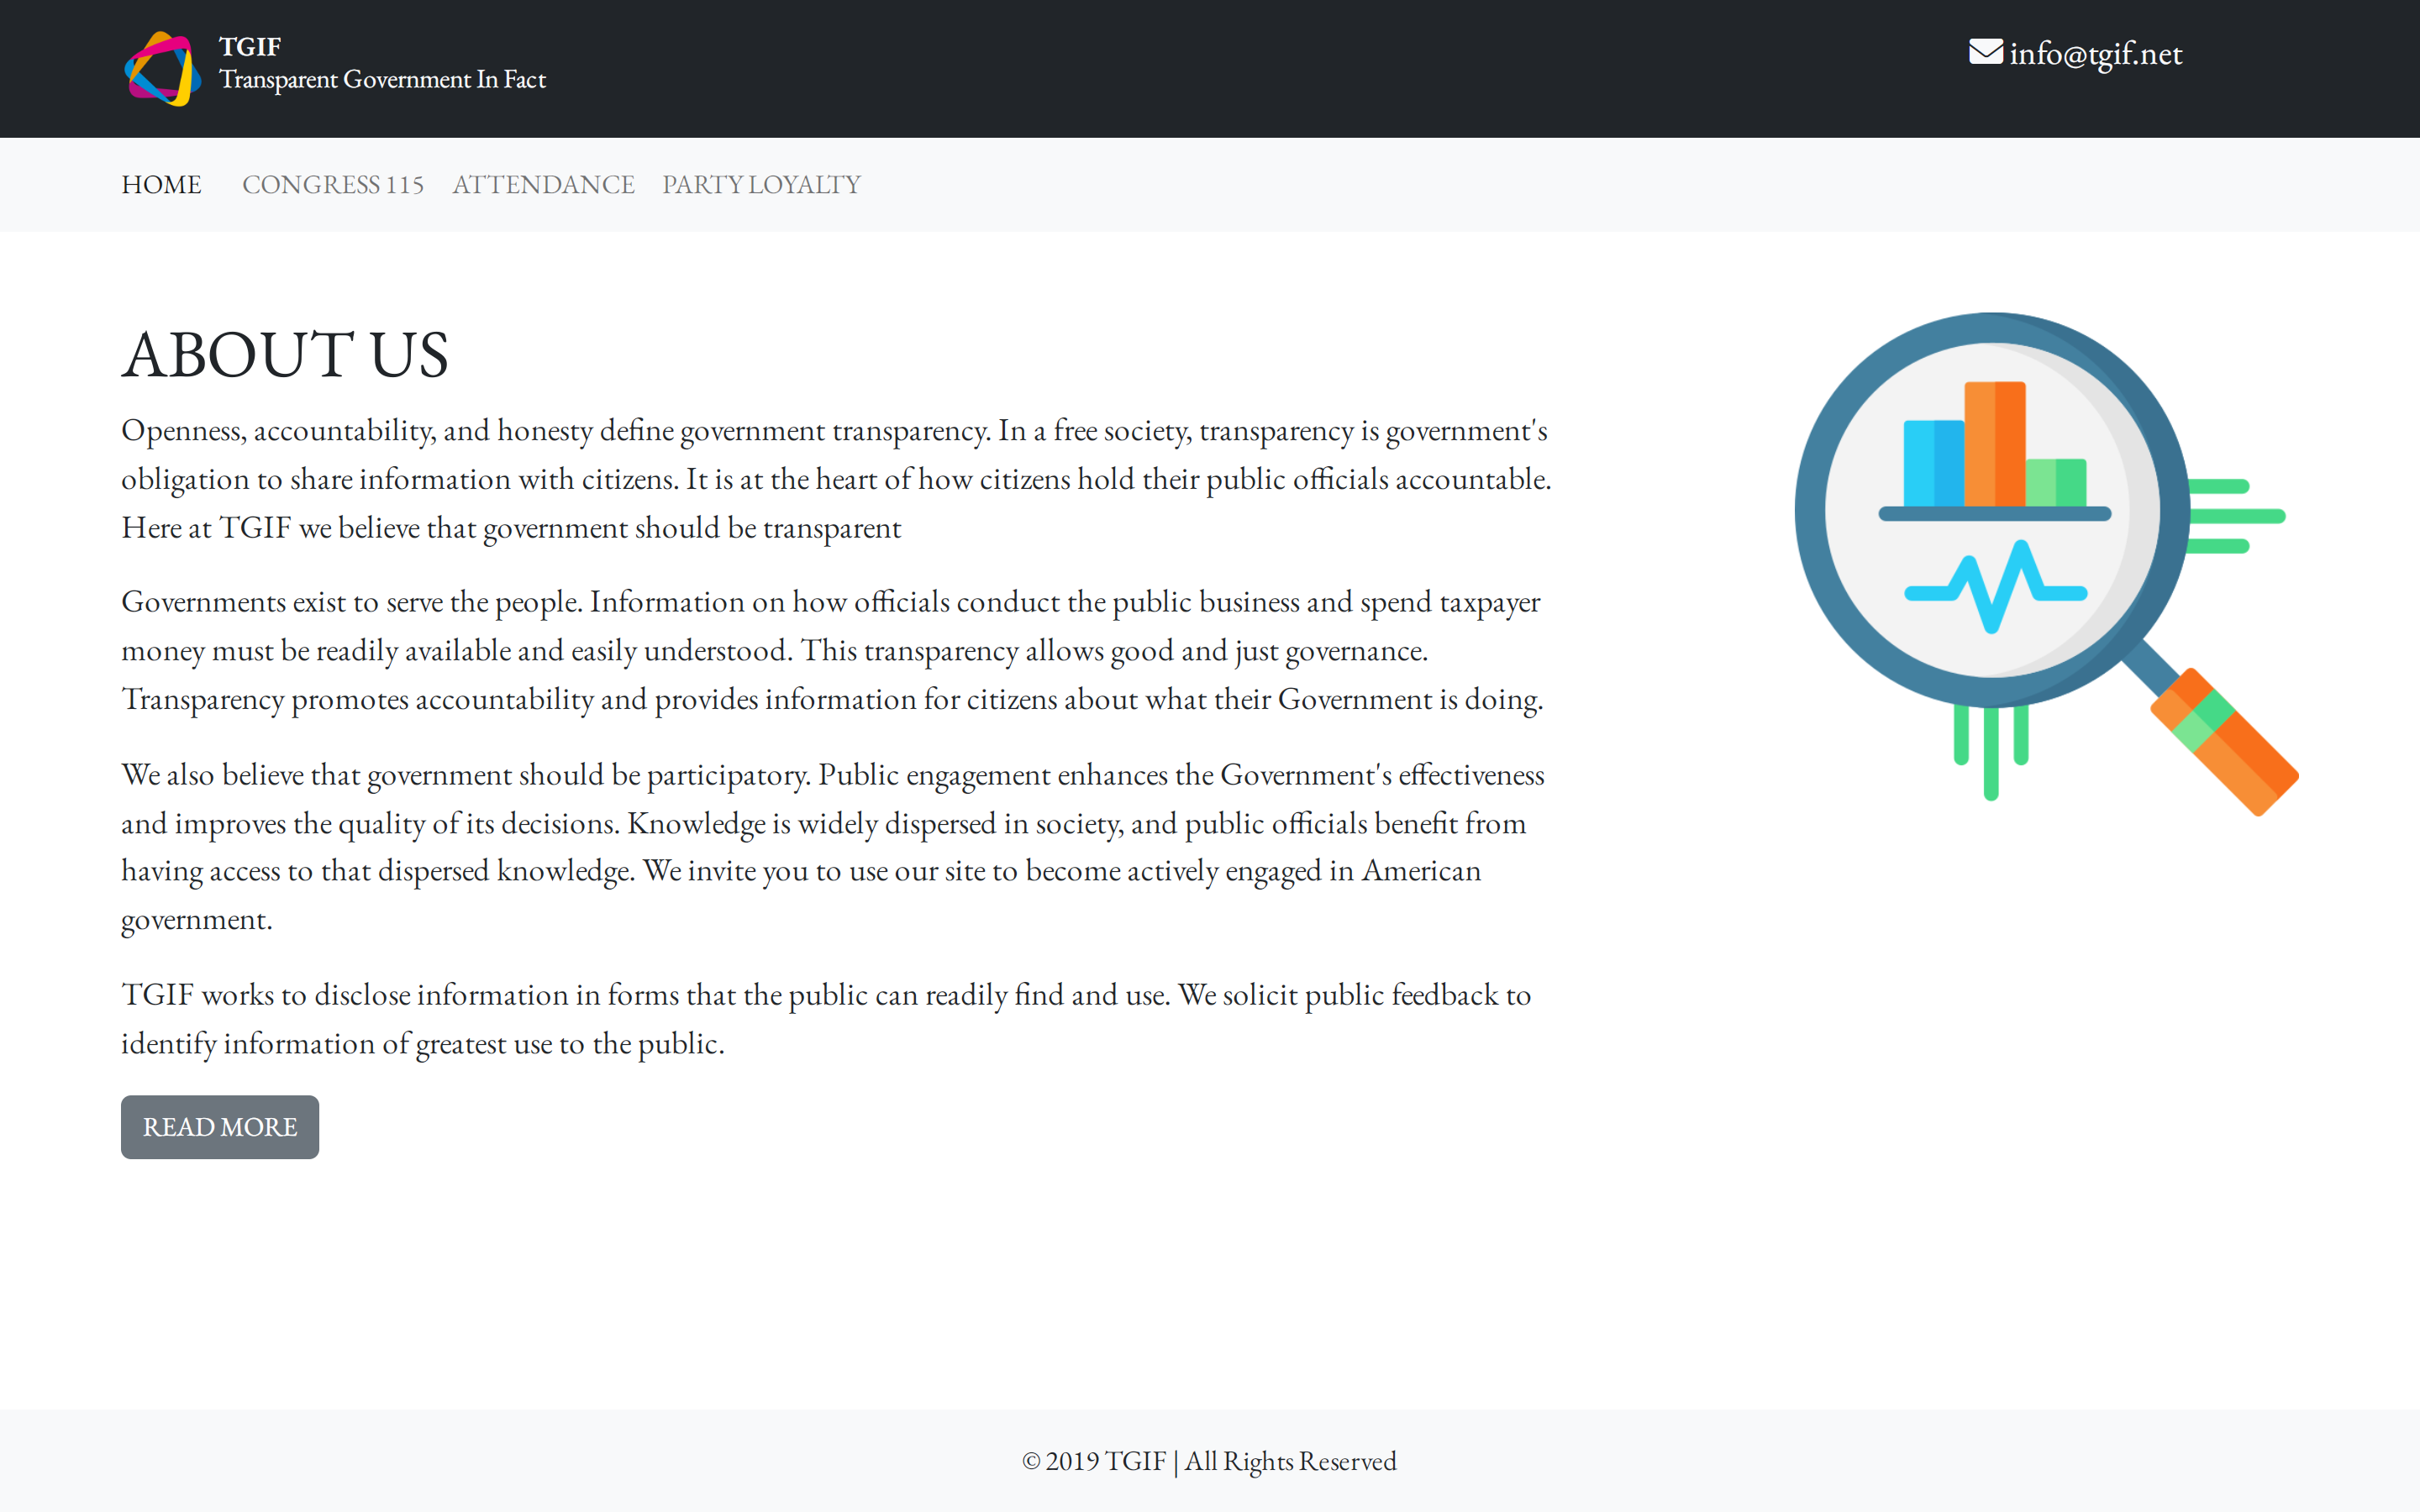 TGIF
Transparent Government In Fact
info@tgif.net
HOME CONGRESS 115 ATTENDANCE PARTY LOYALTY
ABOUT US
Openness, accountability, and honesty define government transparency. In a free society, transparency is government's
obligation to share information with citizens. It is at the heart of how citizens hold their public officials accountable.
Here at TGIF we believe that government should be transparent
Governments exist to serve the people. Information on how officials conduct the public business and spend taxpayer
money must be readily available and easily understood. This transparency allows good and just governance.
Transparency promotes accountability and provides information for citizens about what their Government is doing.
We also believe that government should be participatory. Public engagement enhances the Government's effectiveness
and improves the quality of its decisions. Knowledge is widely dispersed in society, and public officials benefit from
having access to that dispersed knowledge. We invite you to use our site to become actively engaged in American
government.
TGIF works to disclose information in forms that the public can readily find and use. We solicit public feedback to
identify information of greatest use to the public.
READ MORE
© 2019 TGIF | All Rights Reserved